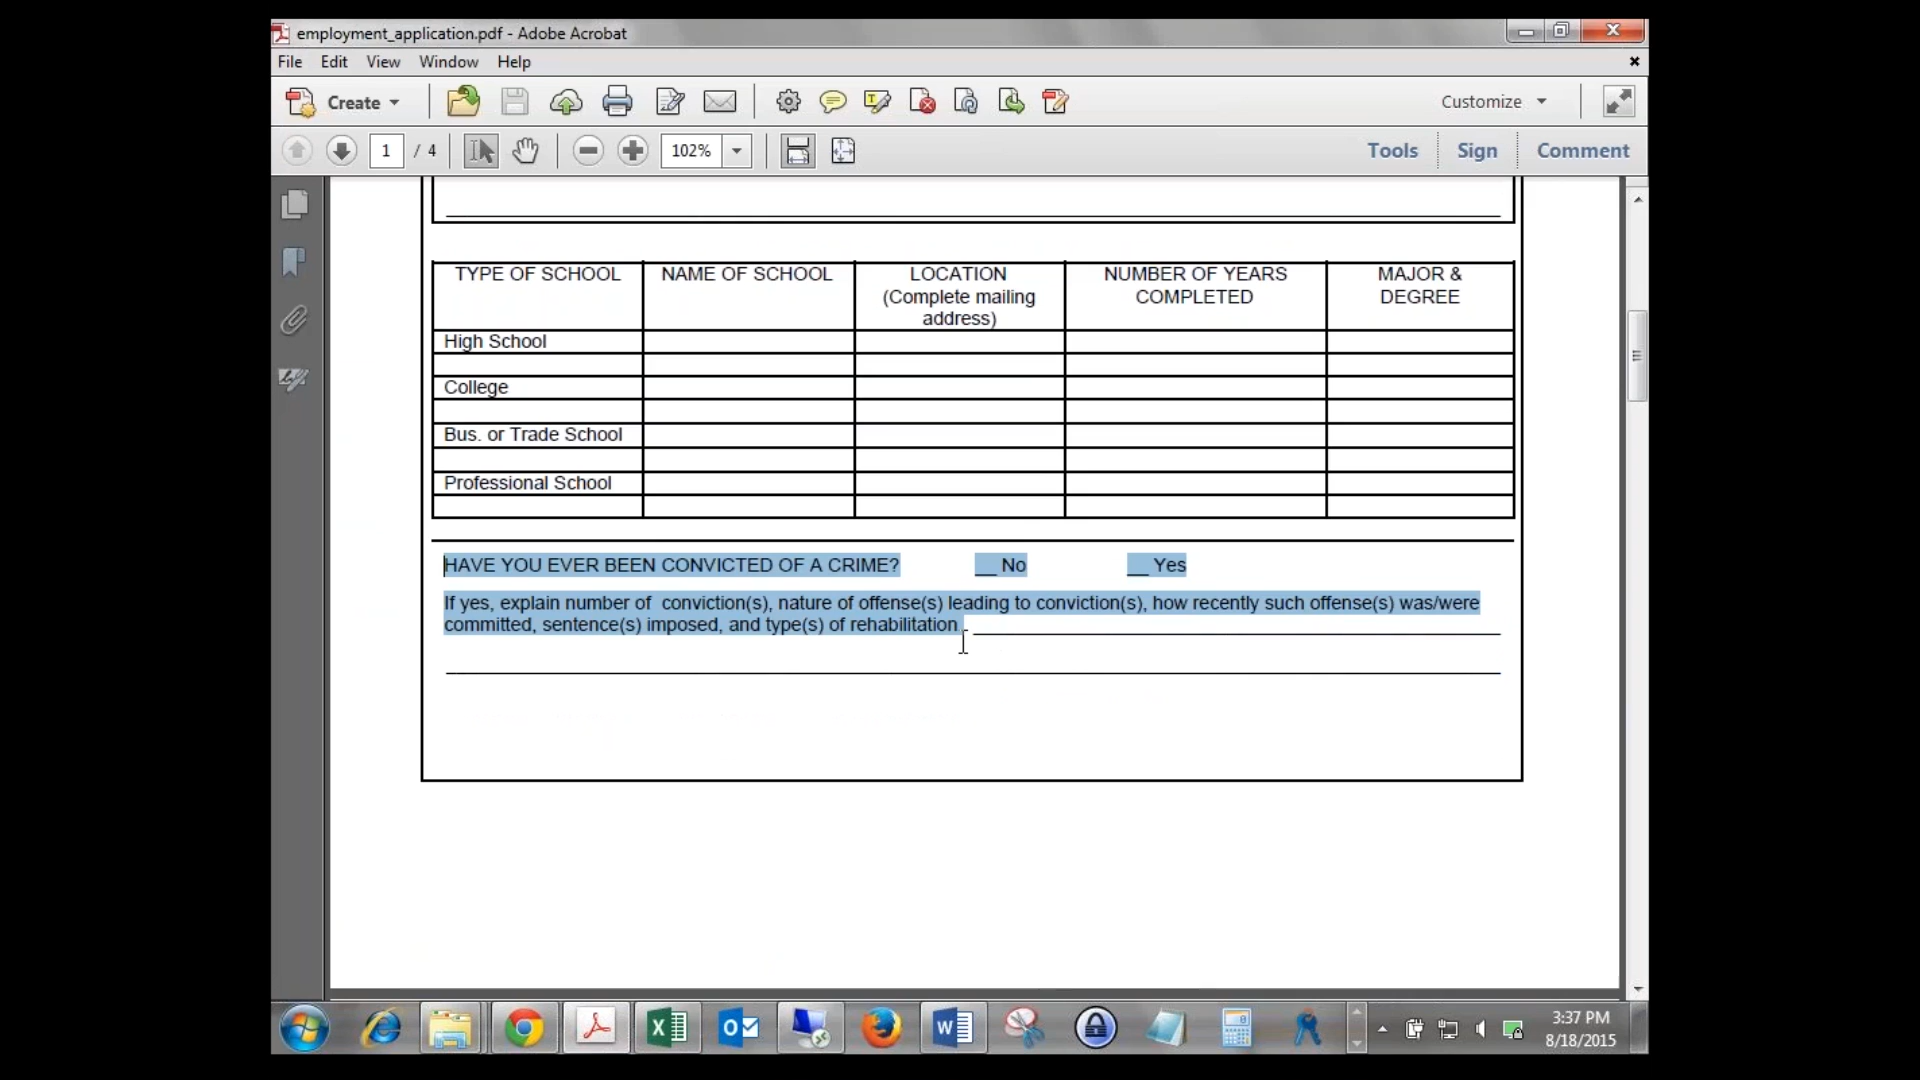 employment_application.pdf - Adobe Acrobat
File Edit View Window Help
Create
Customize
1 / 4
102%
Tools Sign Comment
TYPE OF SCHOOL NAME OF SCHOOL LOCATION (Complete mailing address) NUMBER OF YEARS COMPLETED MAJOR & DEGREE
High School
College
Bus. or Trade School
Professional School
HAVE YOU EVER BEEN CONVICTED OF A CRIME? __ No __ Yes
If yes, explain number of conviction(s), nature of offense(s) leading to conviction(s), how recently such offense(s) was/were
committed, sentence(s) imposed, and type(s) of rehabilitation.
3:37 PM
8/18/2015